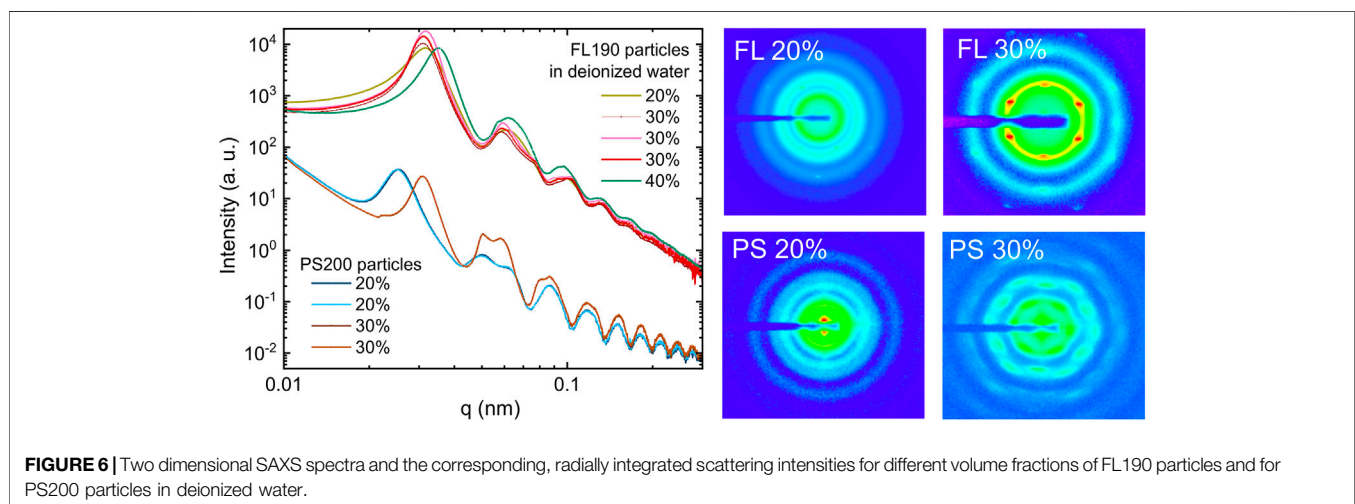 10⁴
10³
10²
10¹
10⁰
10⁻¹
10⁻²
Intensity (a. u.)
FL190 particles
in deionized water
20%
30%
30%
30%
40%
PS200 particles
20%
20%
30%
30%
0.01
0.1
q (nm)
FL 20%
FL 30%
PS 20%
PS 30%
FIGURE 6 | Two dimensional SAXS spectra and the corresponding, radially integrated scattering intensities for different volume fractions of FL190 particles and for
PS200 particles in deionized water.